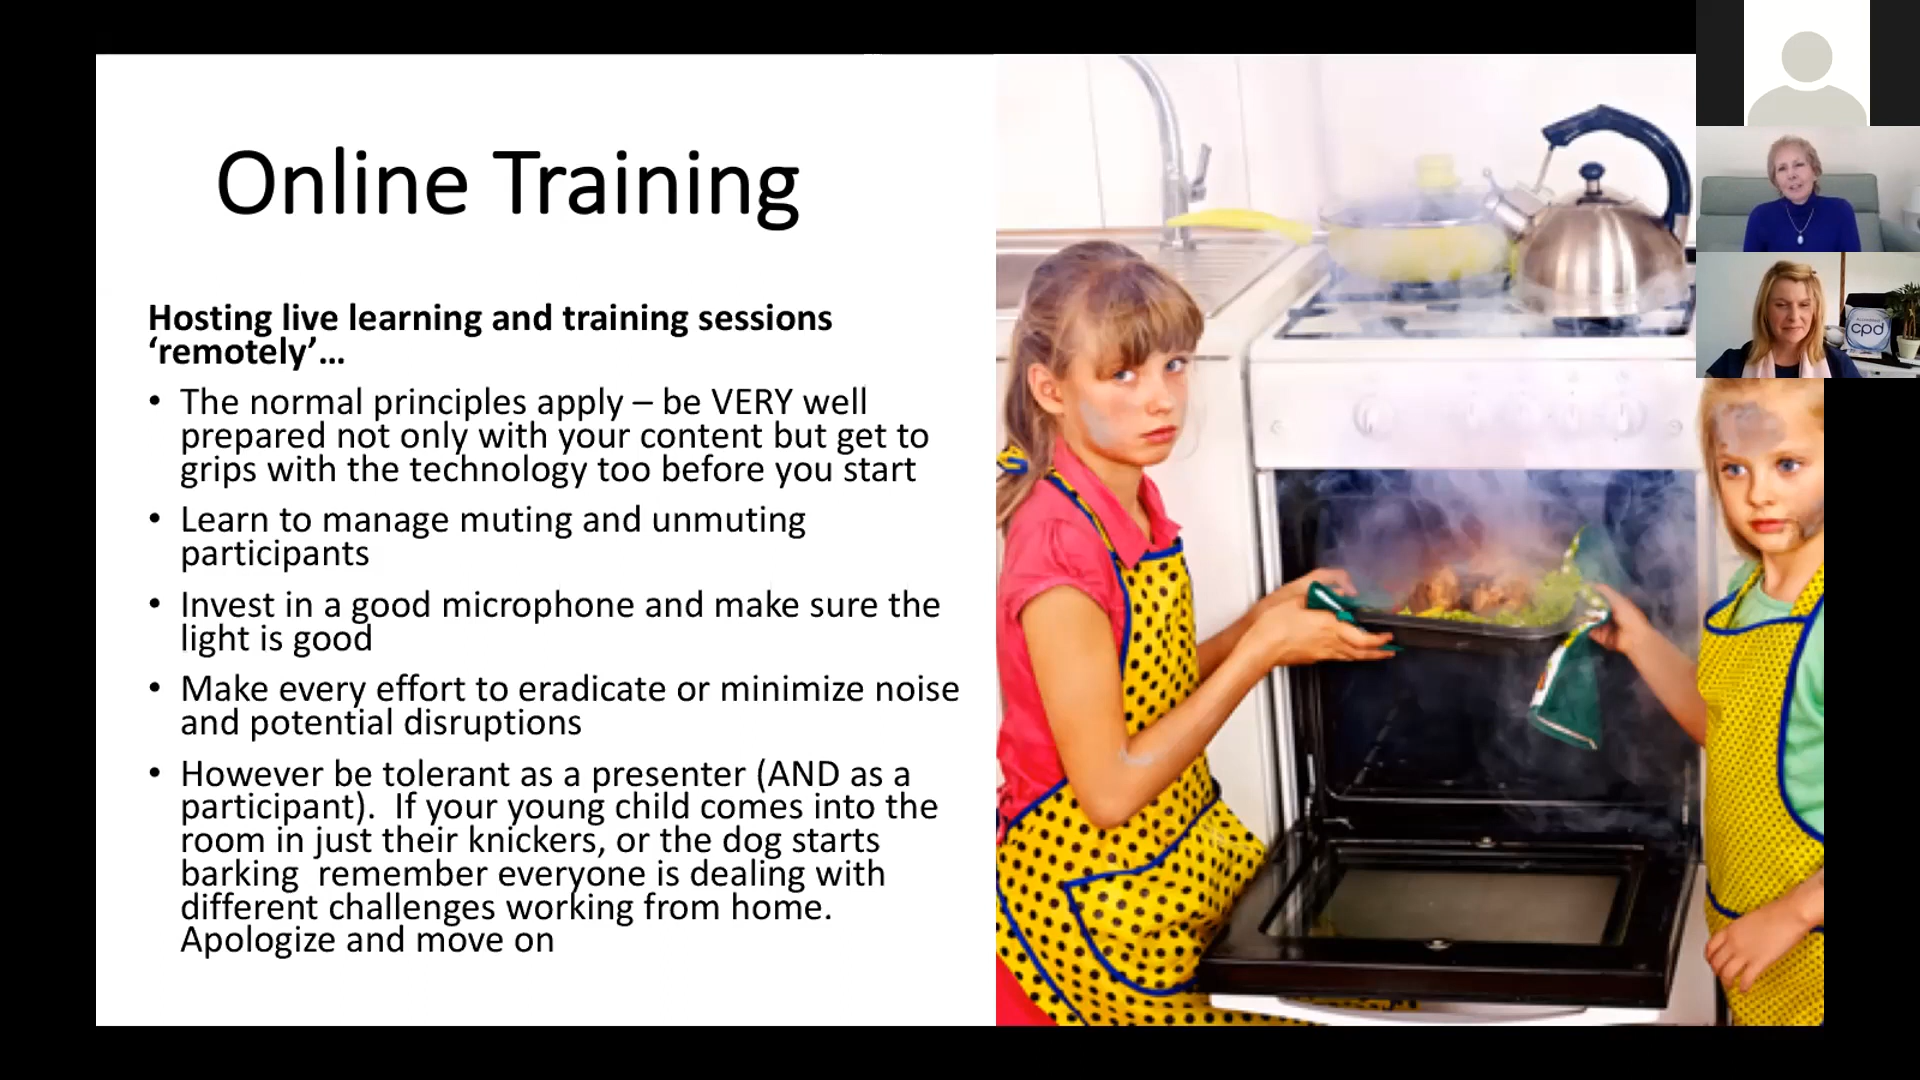 Online Training
Hosting live learning and training sessions
‘remotely’...
• The normal principles apply – be VERY well
prepared not only with your content but get to
grips with the technology too before you start
• Learn to manage muting and unmuting
participants
• Invest in a good microphone and make sure the
light is good
• Make every effort to eradicate or minimize noise
and potential disruptions
• However be tolerant as a presenter (AND as a
participant).  If your young child comes into the
room in just their knickers, or the dog starts
barking  remember everyone is dealing with
different challenges working from home.
Apologize and move on
cpd